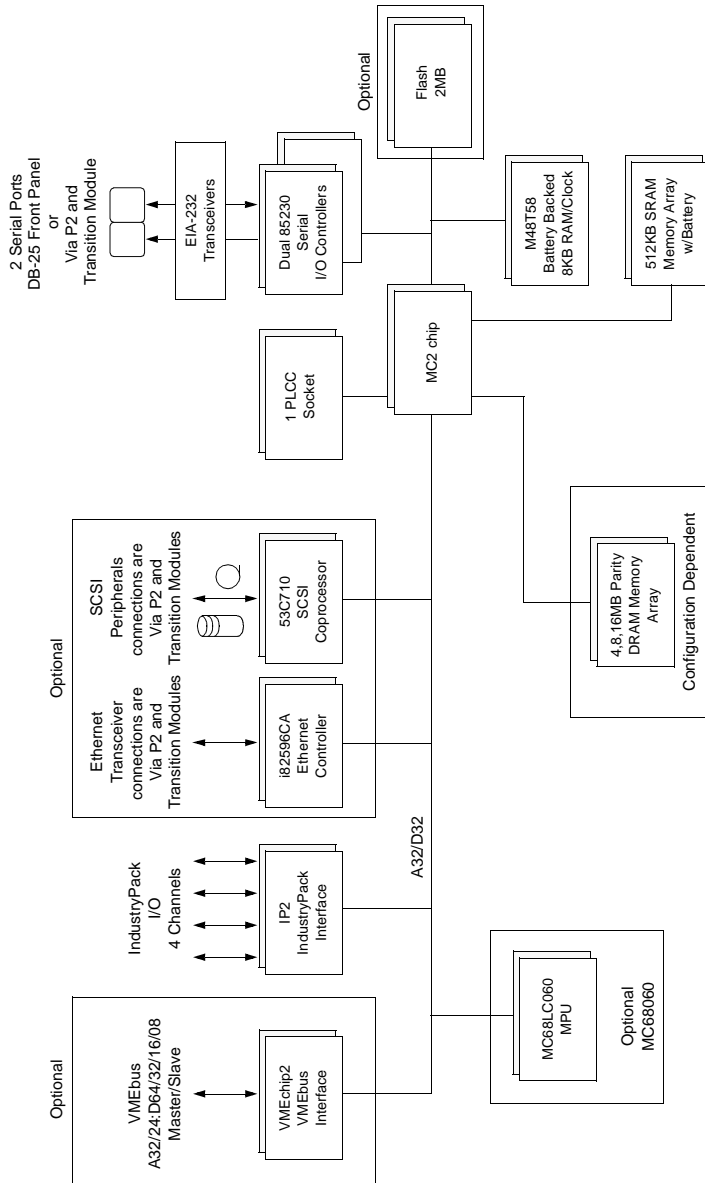 Optional
VMEbus
A32/24:D64/32/16/08
Master/Slave
VMEchip2
VMEbus
Interface
IndustryPack
I/O
4 Channels
IP2
IndustryPack
Interface
Optional
Ethernet
Transceiver
connections are
Via P2 and
Transition Modules
i82596CA
Ethernet
Controller
SCSI
Peripherals
connections are
Via P2 and
Transition Modules
53C710
SCSI
Coprocessor
1 PLCC
Socket
2 Serial Ports
DB-25 Front Panel
or
Via P2 and
Transition Module
EIA-232
Transceivers
Dual 85230
Serial
I/O Controllers
Optional
Flash
2MB
A32/D32
MC2 chip
MC68LC060
MPU
Optional
MC68060
4,8,16MB Parity
DRAM Memory
Array
Configuration Dependent
M48T58
Battery Backed
8KB RAM/Clock
512KB SRAM
Memory Array
w/Battery